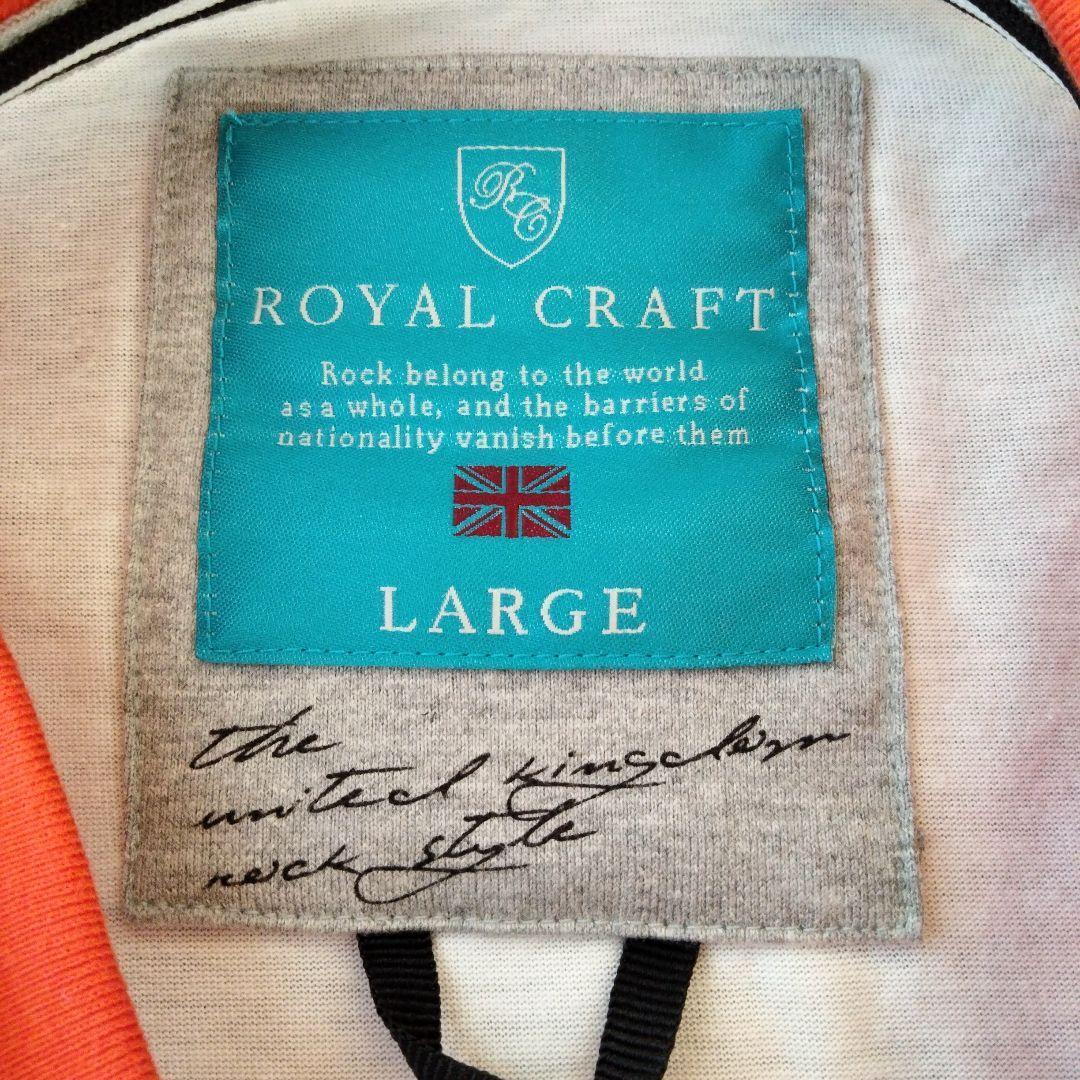 RC
ROYAL CRAFT
Rock belong to the world
as a whole, and the barriers of
nationality vanish before them
LARGE
the
united kingdom
rock style